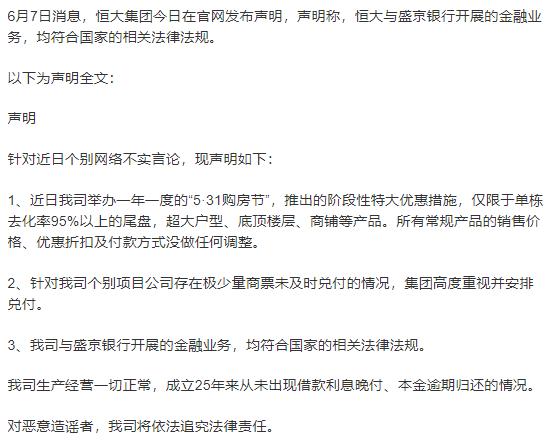 6月7日消息，恒大集团今日在官网发布声明，声明称，恒大与盛京银行开展的金融业
务，均符合国家的相关法律法规。
以下为声明全文：
声明
针对近日个别网络不实言论，现声明如下：
1、近日我司举办一年一度的“5·31购房节”，推出的阶段性特大优惠措施，仅限于单栋
去化率95%以上的尾盘，超大户型、底顶楼层、商铺等产品。所有常规产品的销售价
格、优惠折扣及付款方式没做任何调整。
2、针对我司个别项目公司存在极少量商票未及时兑付的情况，集团高度重视并安排
兑付。
3、我司与盛京银行开展的金融业务，均符合国家的相关法律法规。
我司生产经营一切正常，成立25年来从未出现借款利息晚付、本金逾期归还的情况。
对恶意造谣者，我司将依法追究法律责任。